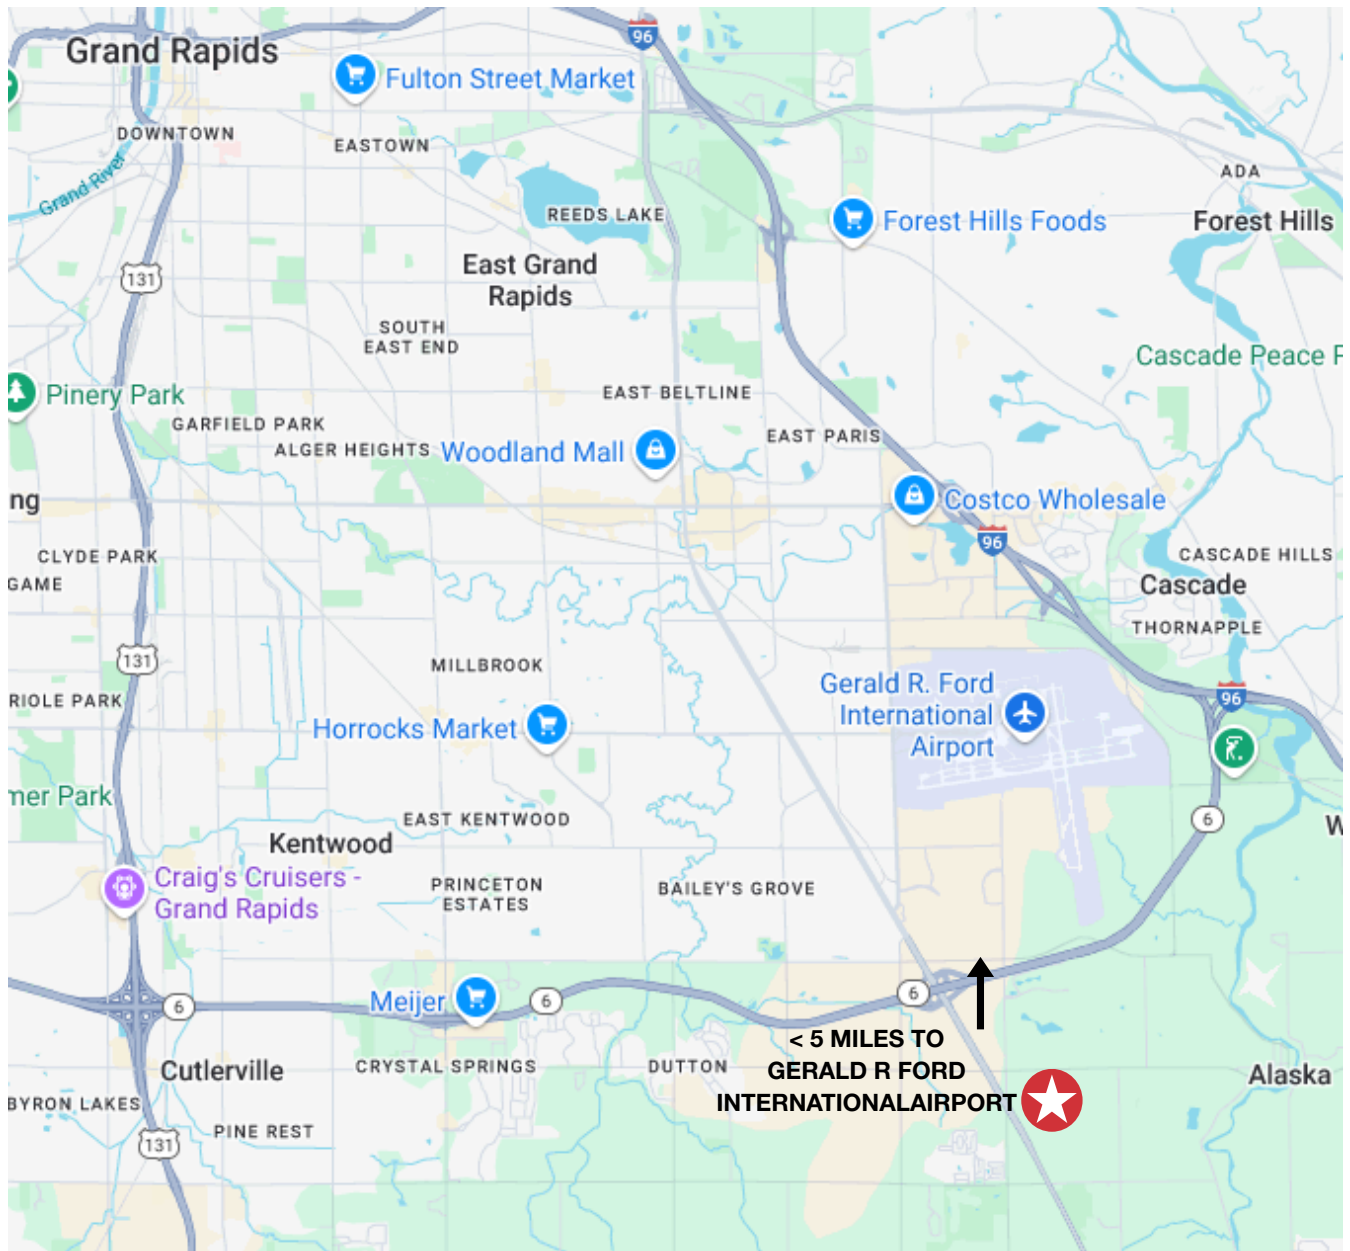 96
Grand Rapids
Fulton Street Market
DOWNTOWN
EASTOWN
Grand River
ADA
REEDS LAKE
Forest Hills Foods
Forest Hills
131
East Grand
Rapids
SOUTH
EAST END
Cascade Peace P
Pinery Park
EAST BELTLINE
GARFIELD PARK
EAST PARIS
ALGER HEIGHTS
Woodland Mall
ng
Costco Wholesale
96
CLYDE PARK
CASCADE HILLS
GAME
Cascade
THORNAPPLE
131
MILLBROOK
RIOLE PARK
Gerald R. Ford
International
Airport
96
Horrocks Market
mer Park
EAST KENTWOOD
6
W
Kentwood
Craig's Cruisers -
Grand Rapids
PRINCETON
ESTATES
BAILEY'S GROVE
Meijer
6
6
6
< 5 MILES TO
GERALD R FORD
INTERNATIONALAIRPORT
Cutlerville
CRYSTAL SPRINGS
DUTTON
Alaska
BYRON LAKES
PINE REST
131